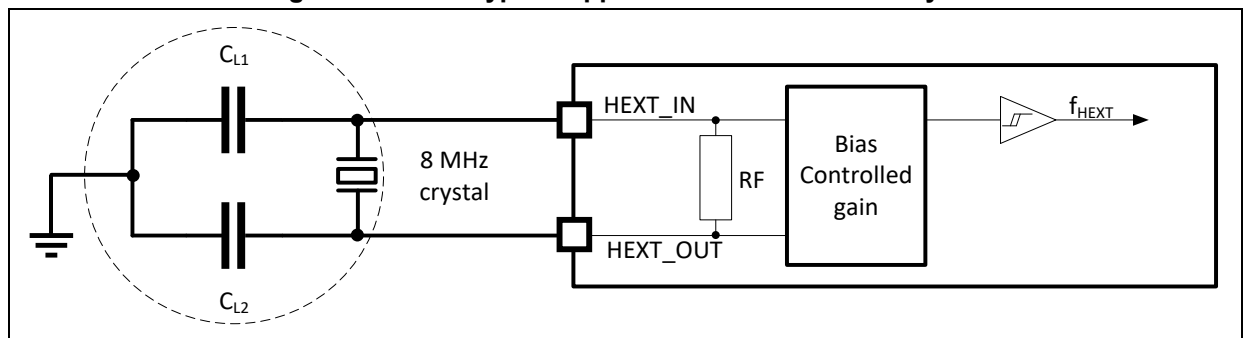 C_L1
HEXT_IN
f_HEXT
8 MHz
crystal
RF
Bias
Controlled
gain
HEXT_OUT
C_L2